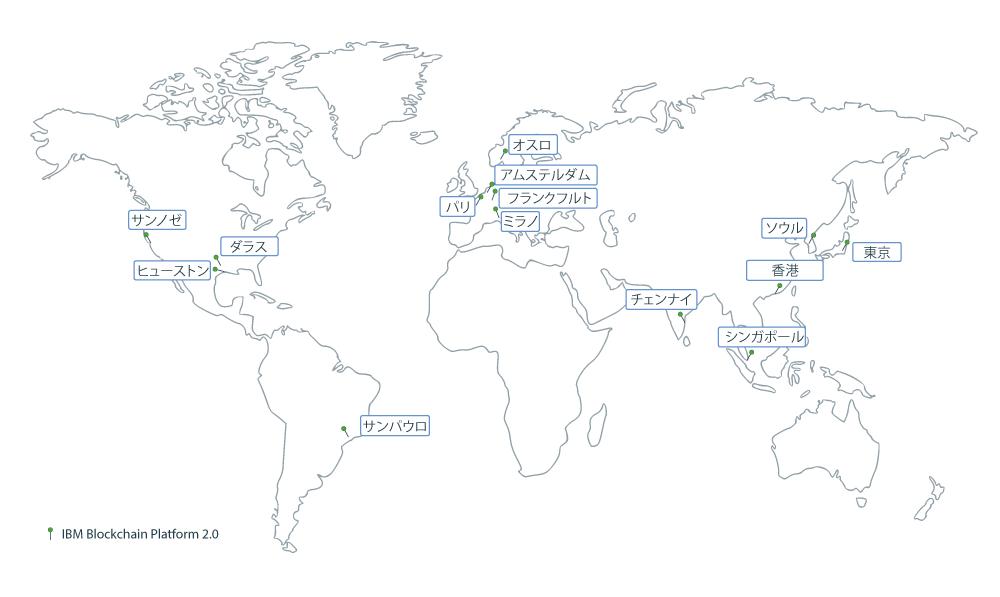 オスロ
アムステルダム
フランクフルト
パリ
ミラノ
サンノゼ
ダラス
ヒューストン
ソウル
東京
香港
チェンナイ
シンガポール
サンパウロ
IBM Blockchain Platform 2.0